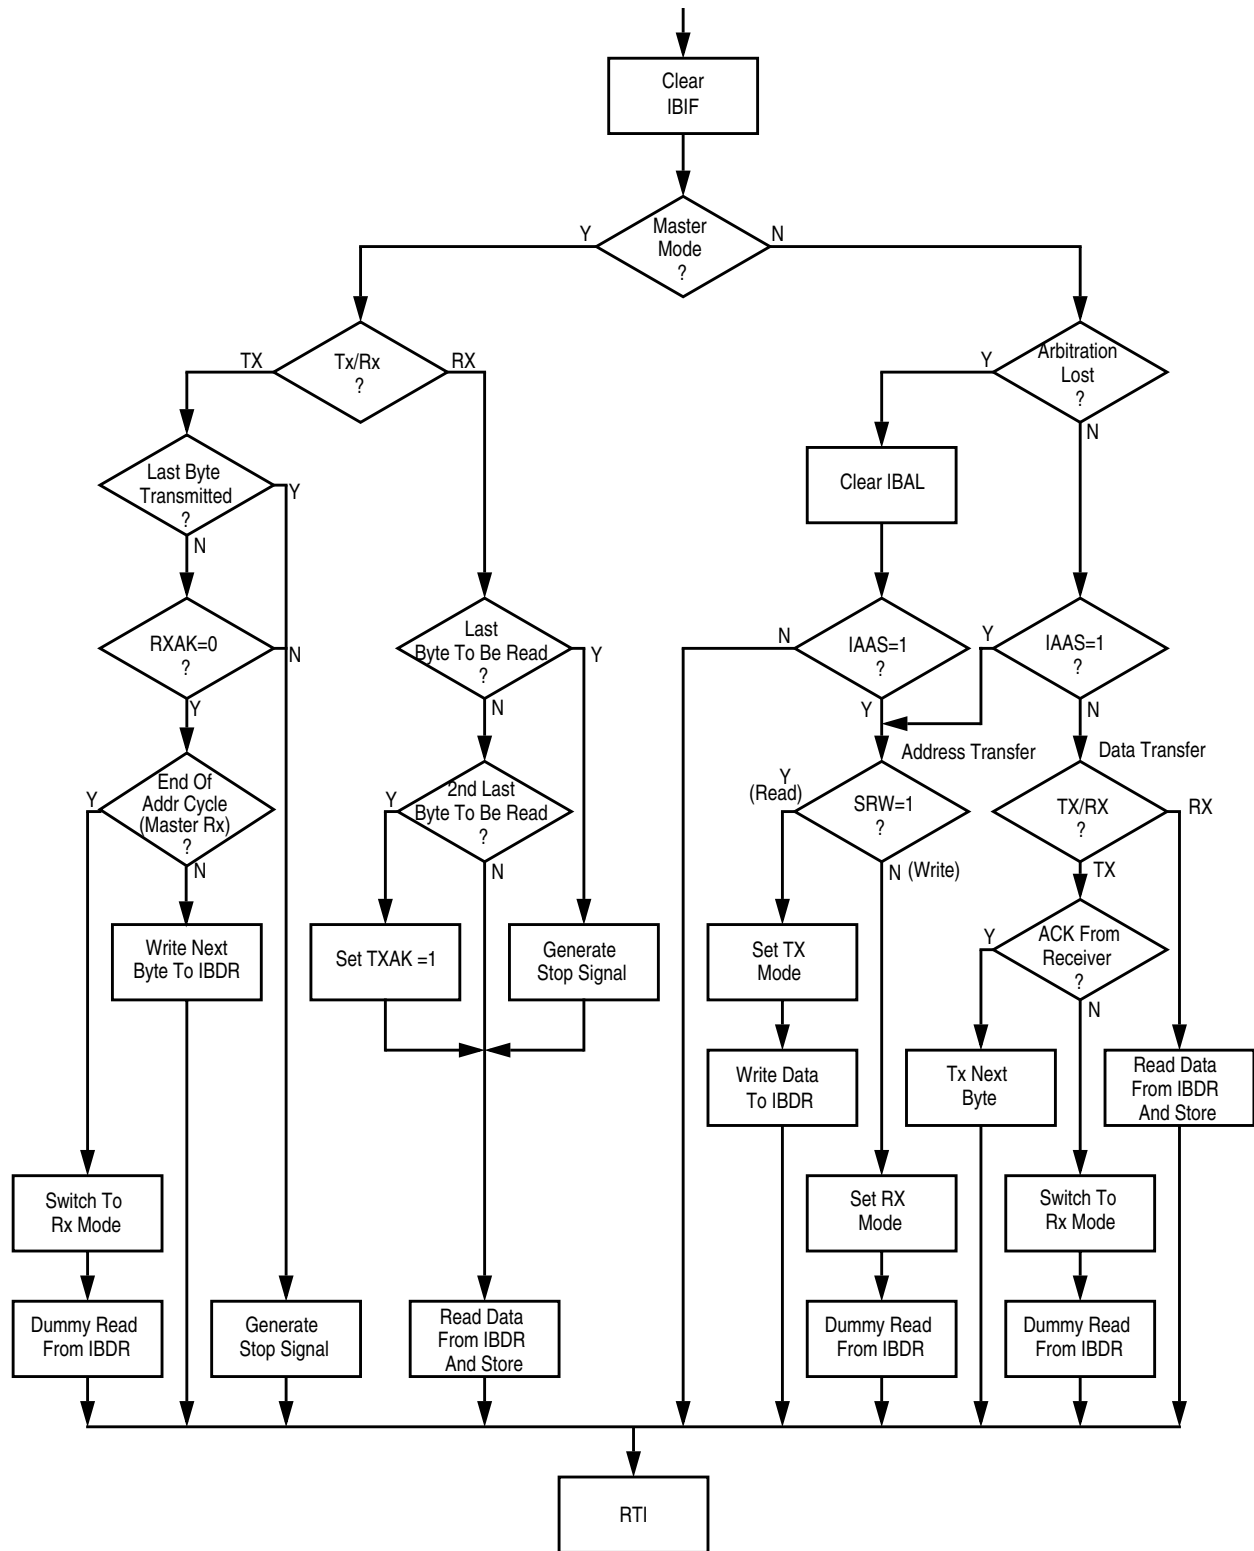 Clear
IBIF
Master
Mode
?
Y
N
Tx/Rx
?
TX
RX
Arbitration
Lost
?
Y
N
Last Byte
Transmitted
?
Y
N
Clear IBAL
RXAK=0
?
N
Y
Last
Byte To Be Read
?
Y
N
IAAS=1
?
N
Y
IAAS=1
?
Y
N
Address Transfer
Data Transfer
End Of
Addr Cycle
(Master Rx)
?
Y
N
2nd Last
Byte To Be Read
?
Y
N
Y
(Read)
SRW=1
?
N (Write)
TX/RX
?
RX
TX
Write Next
Byte To IBDR
Set TXAK =1
Generate
Stop Signal
Set TX
Mode
ACK From
Receiver
?
Y
N
Write Data
To IBDR
Tx Next
Byte
Read Data
From IBDR
And Store
Switch To
Rx Mode
Set RX
Mode
Switch To
Rx Mode
Dummy Read
From IBDR
Generate
Stop Signal
Read Data
From IBDR
And Store
Dummy Read
From IBDR
Dummy Read
From IBDR
RTI